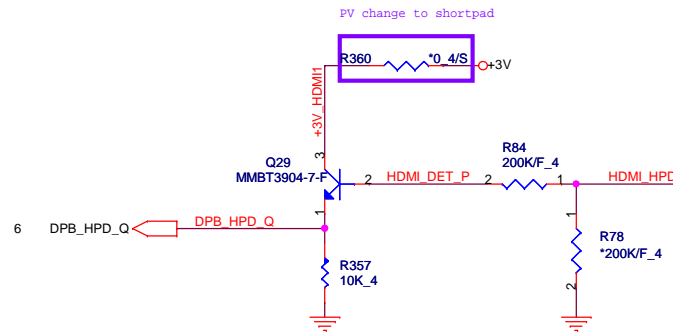 PV change to shortpad
R360
*0_4/S
+3V
+3V_HDMI1
3
Q29
MMBT3904-7-F
2
HDMI_DET_P
2
R84
200K/F_4
1
HDMI_HPD
1
1
6
DPB_HPD_Q
DPB_HPD_Q
R78
*200K/F_4
R357
10K_4
2